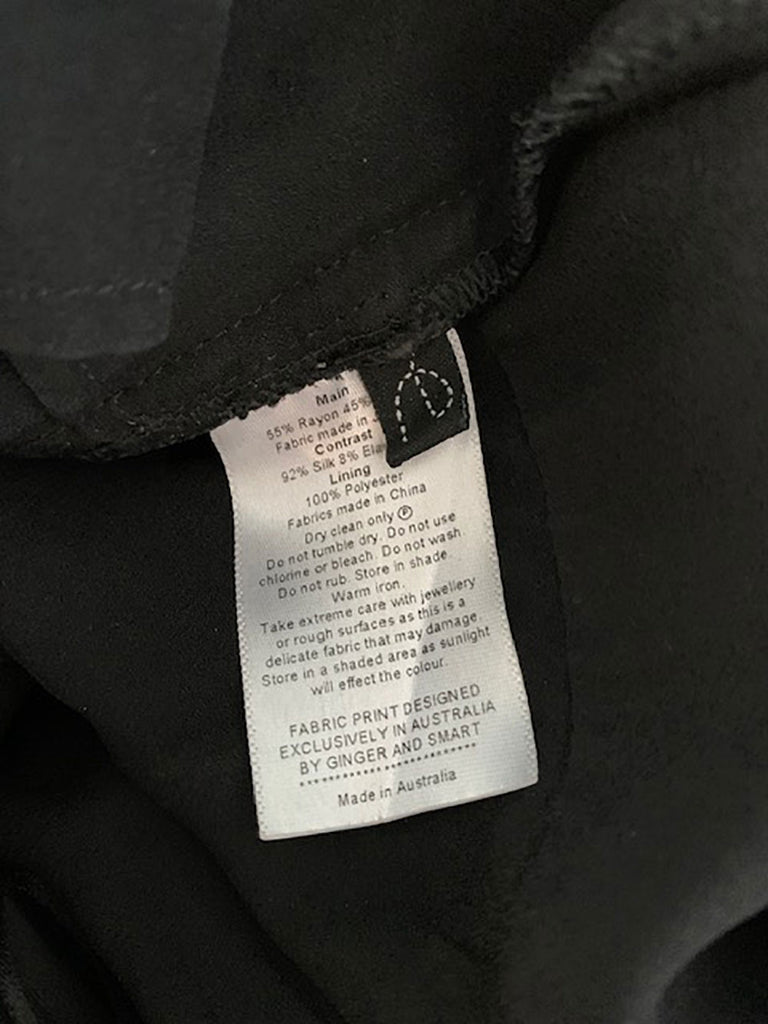 Main
55% Rayon 45%
Fabric made in
Contrast
92% Silk 8% Ela
Lining
100% Polyester
Fabrics made in China
Dry clean only Ⓟ
Do not tumble dry. Do not use
chlorine or bleach. Do not wash.
Do not rub. Store in shade.
Warm iron.
Take extreme care with jewellery
or rough surfaces as this is a
delicate fabric that may damage.
Store in a shaded area as sunlight
will effect the colour.
FABRIC PRINT DESIGNED
EXCLUSIVELY IN AUSTRALIA
BY GINGER AND SMART
Made in Australia